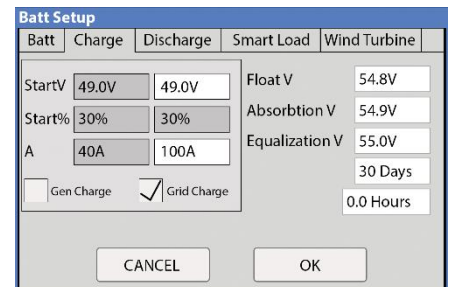 Batt Setup
Batt Charge Discharge Smart Load Wind Turbine
StartV 49.0V 49.0V Float V 54.8V
Start% 30% 30% Absorbtion V 54.9V
A 40A 100A Equalization V 55.0V
30 Days
Gen Charge Grid Charge 0.0 Hours
CANCEL OK